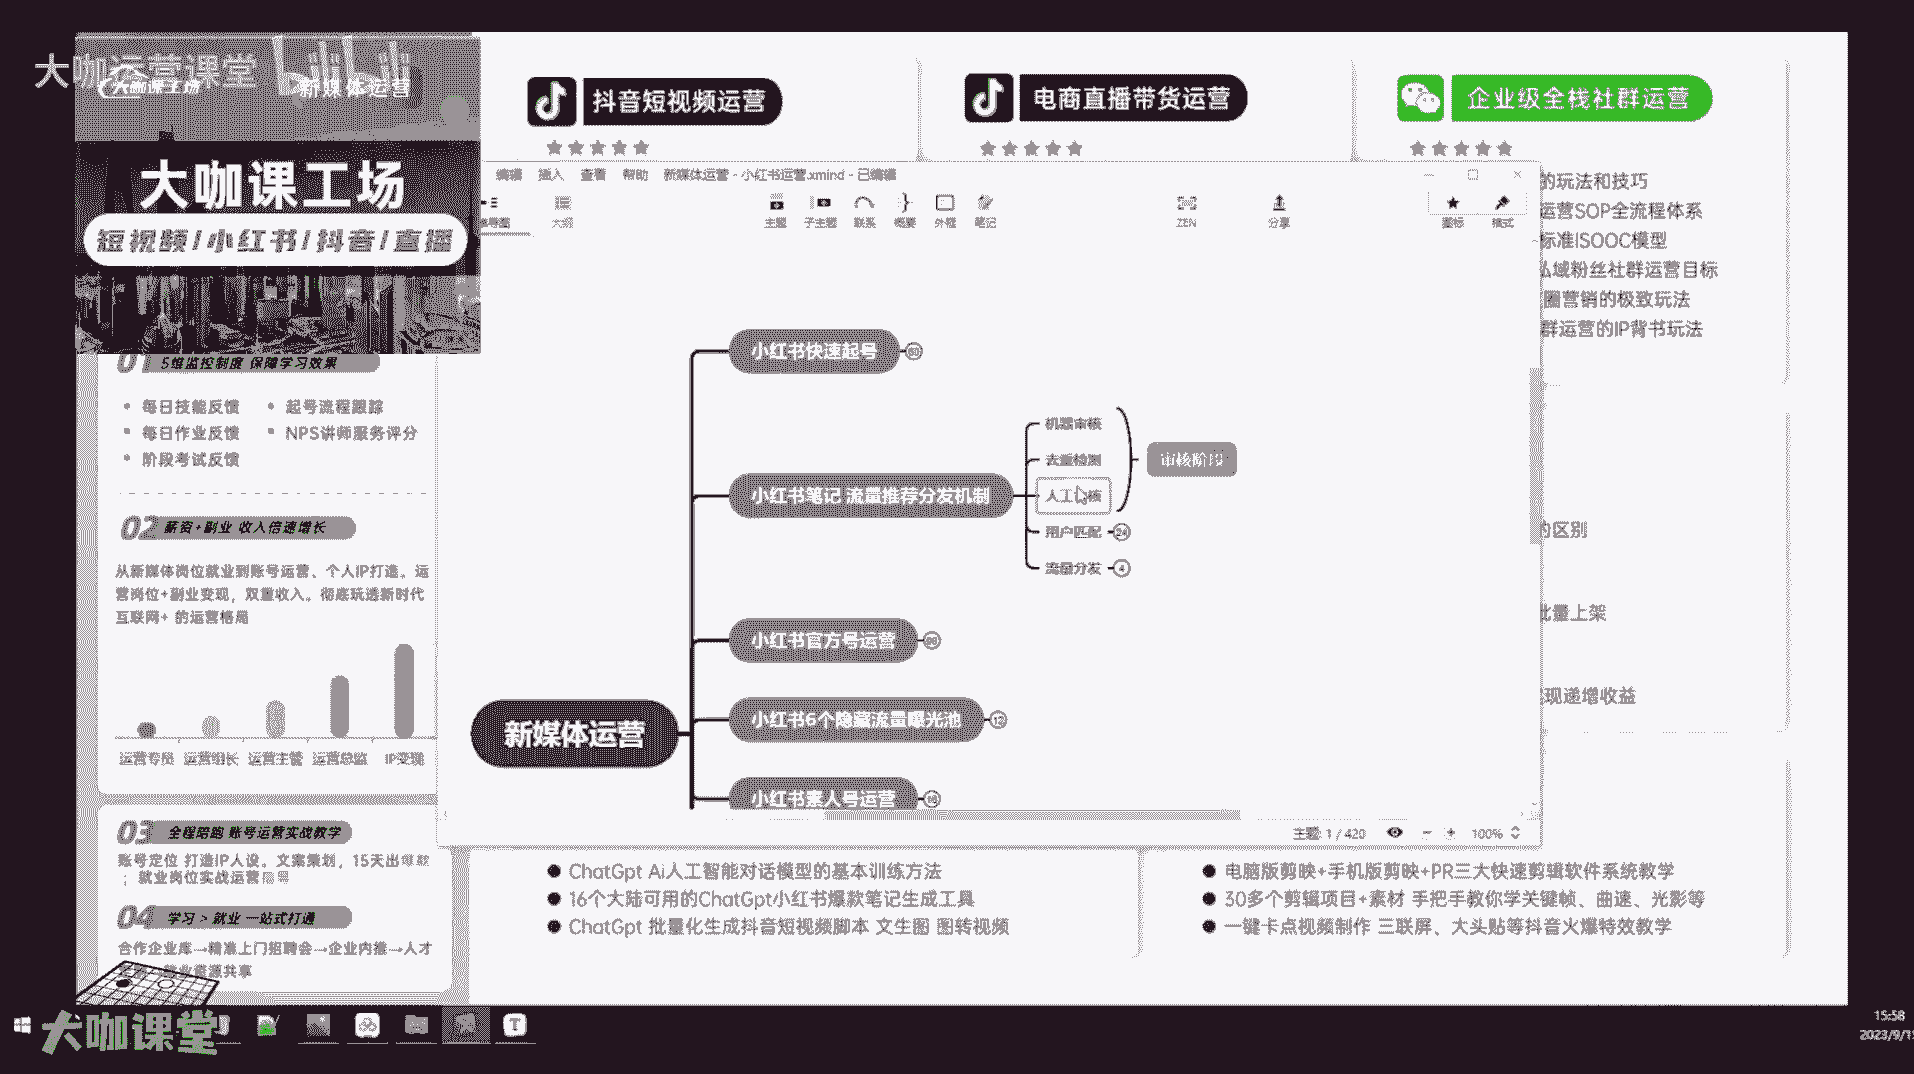 大咖运营课堂
大咖课工场
新媒体运营
大咖课工场
短视频/小红书/抖音/直播
抖音短视频运营
电商直播带货运营
企业级全栈社群运营
编辑 插入 查看 帮助 新媒体运营 - 小红书运营.xmind - 已编辑
大纲
主题 子主题 联系 概要 外框 笔记
ZEN
分享
图标 格式
的玩法和技巧
运营SOP全流程体系
标准ISOOC模型
私域粉丝社群运营目标
圈营销的极致玩法
群运营的IP背书玩法
的区别
批量上架
现递增收益
01 5维监控制度 保障学习效果
每日技能反馈
起号流程跟踪
每日作业反馈
NPS讲师服务评分
阶段考试反馈
02 薪资+副业 收入倍速增长
从新媒体岗位就业到账号运营、个人IP打造。运
营岗位+副业变现，双重收入。彻底玩透新时代
互联网+ 的运营格局
运营专员 运营组长 运营主管 运营总监 IP变现
03 全程陪跑 账号运营实战教学
账号定位 打造IP人设。文案策划，15天出爆款
；就业岗位实战运营
04 学习 > 就业 一站式打通
合作企业库→精准上门招聘会→企业内推→人才
就业资源共享
新媒体运营
小红书快速起号
小红书笔记 流量推荐分发机制
机器审核
去重检测
人工审核
用户匹配 24
流量分发 4
审核阶段
小红书官方号运营
小红书6个隐藏流量曝光池 12
小红书素人号运营
主题: 1 / 420
100%
ChatGpt Ai人工智能对话模型的基本训练方法
16个大陆可用的ChatGpt小红书爆款笔记生成工具
ChatGpt 批量化生成抖音短视频脚本 文生图 图转视频
电脑版剪映+手机版剪映+PR三大快速剪辑软件系统教学
30多个剪辑项目+素材 手把手教你学关键帧、曲速、光影等
一键卡点视频制作 三联屏、大头贴等抖音火爆特效教学
大咖课堂
15:58
2023/9/1